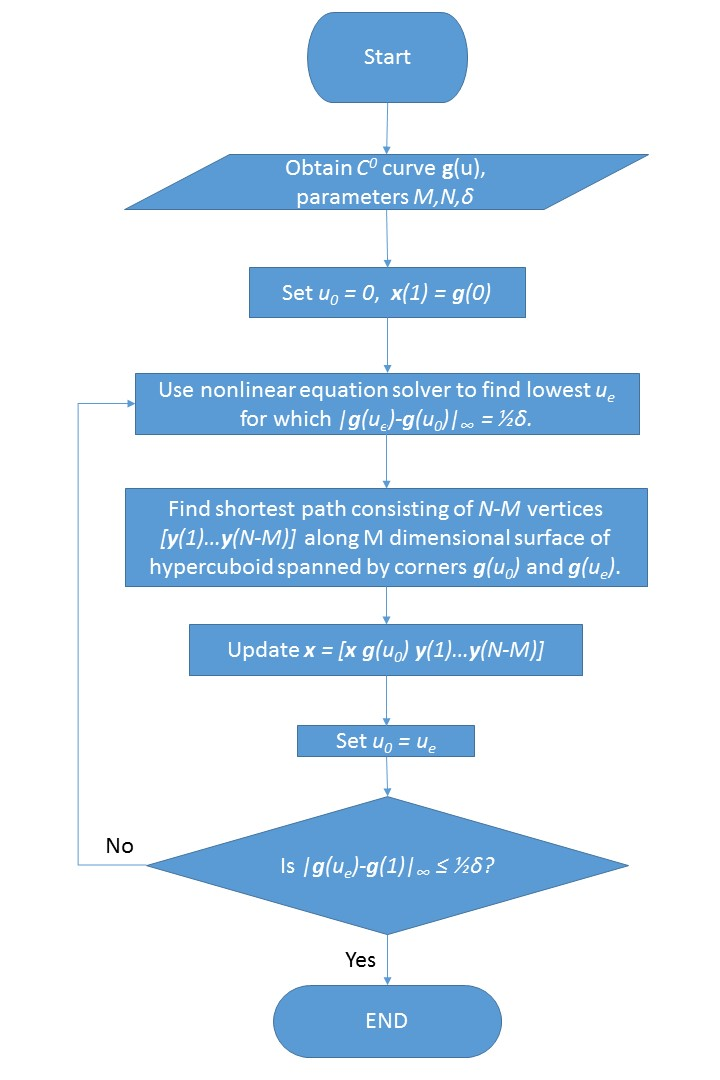 Start
Obtain C⁰ curve g(u),
parameters M,N,δ
Set u₀ = 0, x(1) = g(0)
Use nonlinear equation solver to find lowest uₑ
for which |g(uₑ)-g(u₀)|∞ = ½δ.
Find shortest path consisting of N-M vertices
[y(1)...y(N-M)] along M dimensional surface of
hypercuboid spanned by corners g(u₀) and g(uₑ).
Update x = [x g(u₀) y(1)...y(N-M)]
Set u₀ = uₑ
Is |g(uₑ)-g(1)|∞ ≤ ½δ?
No
Yes
END